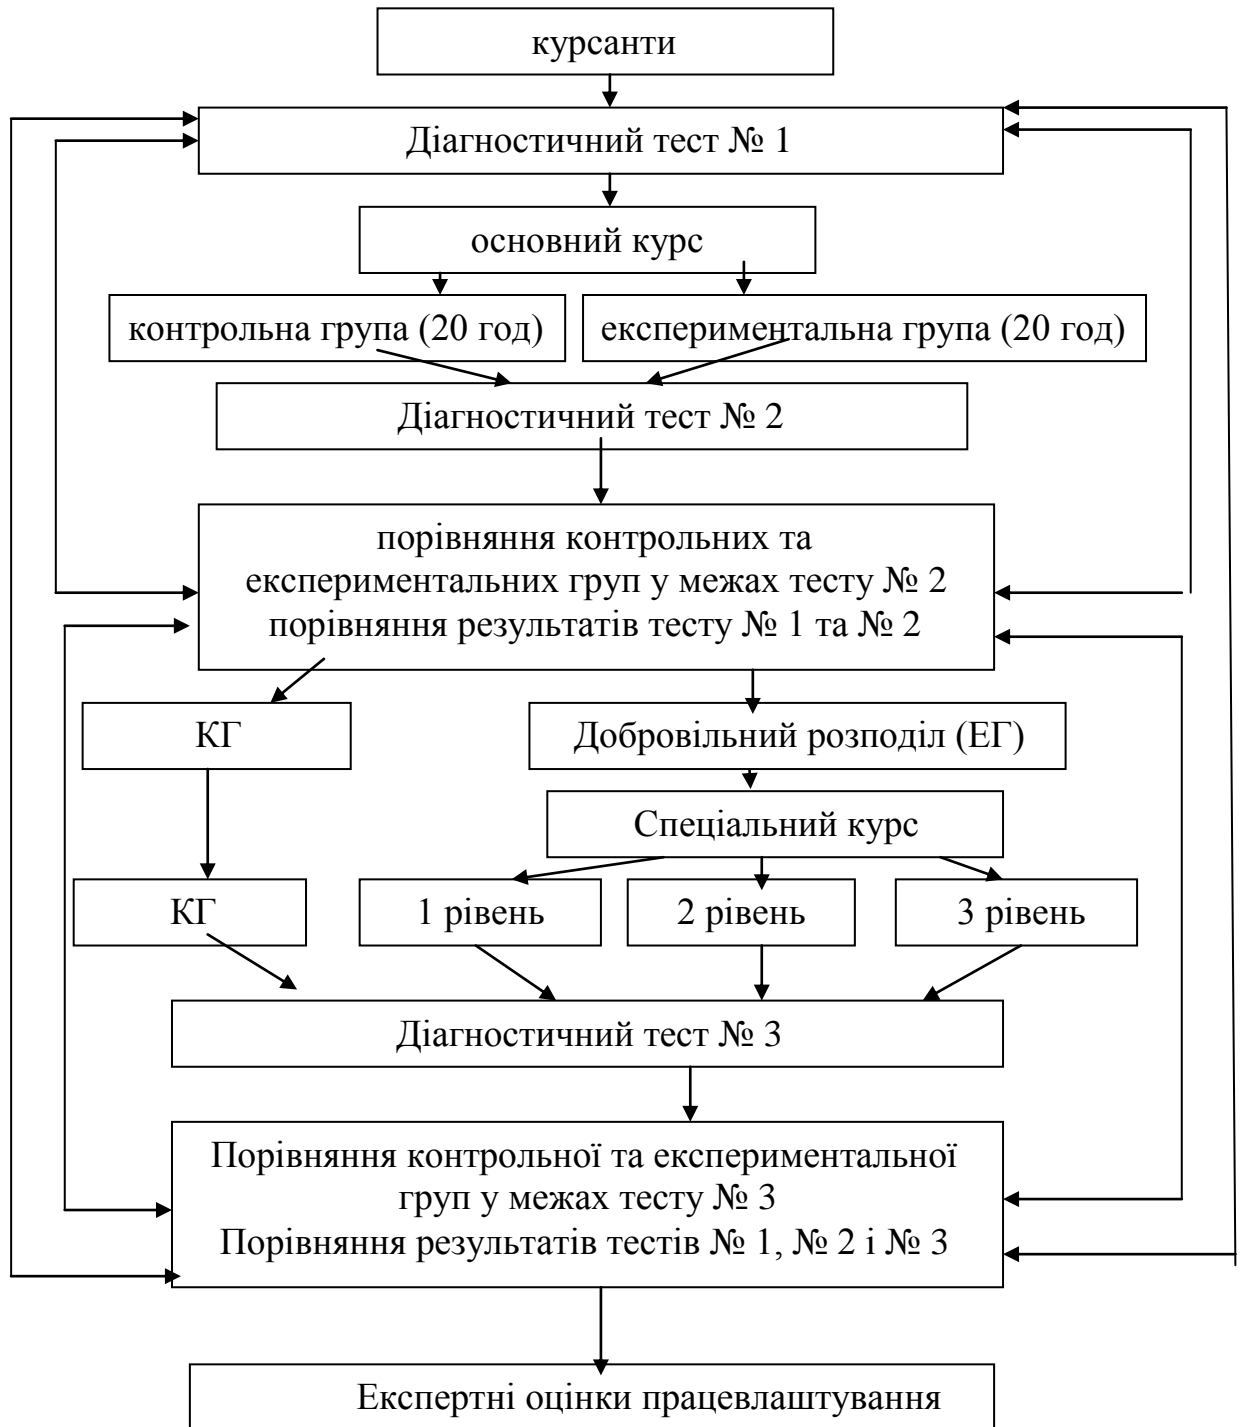 курсанти
Діагностичний тест № 1
основний курс
контрольна група (20 год)
експериментальна група (20 год)
Діагностичний тест № 2
порівняння контрольних та
експериментальних груп у межах тесту № 2
порівняння результатів тесту № 1 та № 2
КГ
Добровільний розподіл (ЕГ)
Спеціальний курс
КГ
1 рівень
2 рівень
3 рівень
Діагностичний тест № 3
Порівняння контрольної та експериментальної
груп у межах тесту № 3
Порівняння результатів тестів № 1, № 2 і № 3
Експертні оцінки працевлаштування